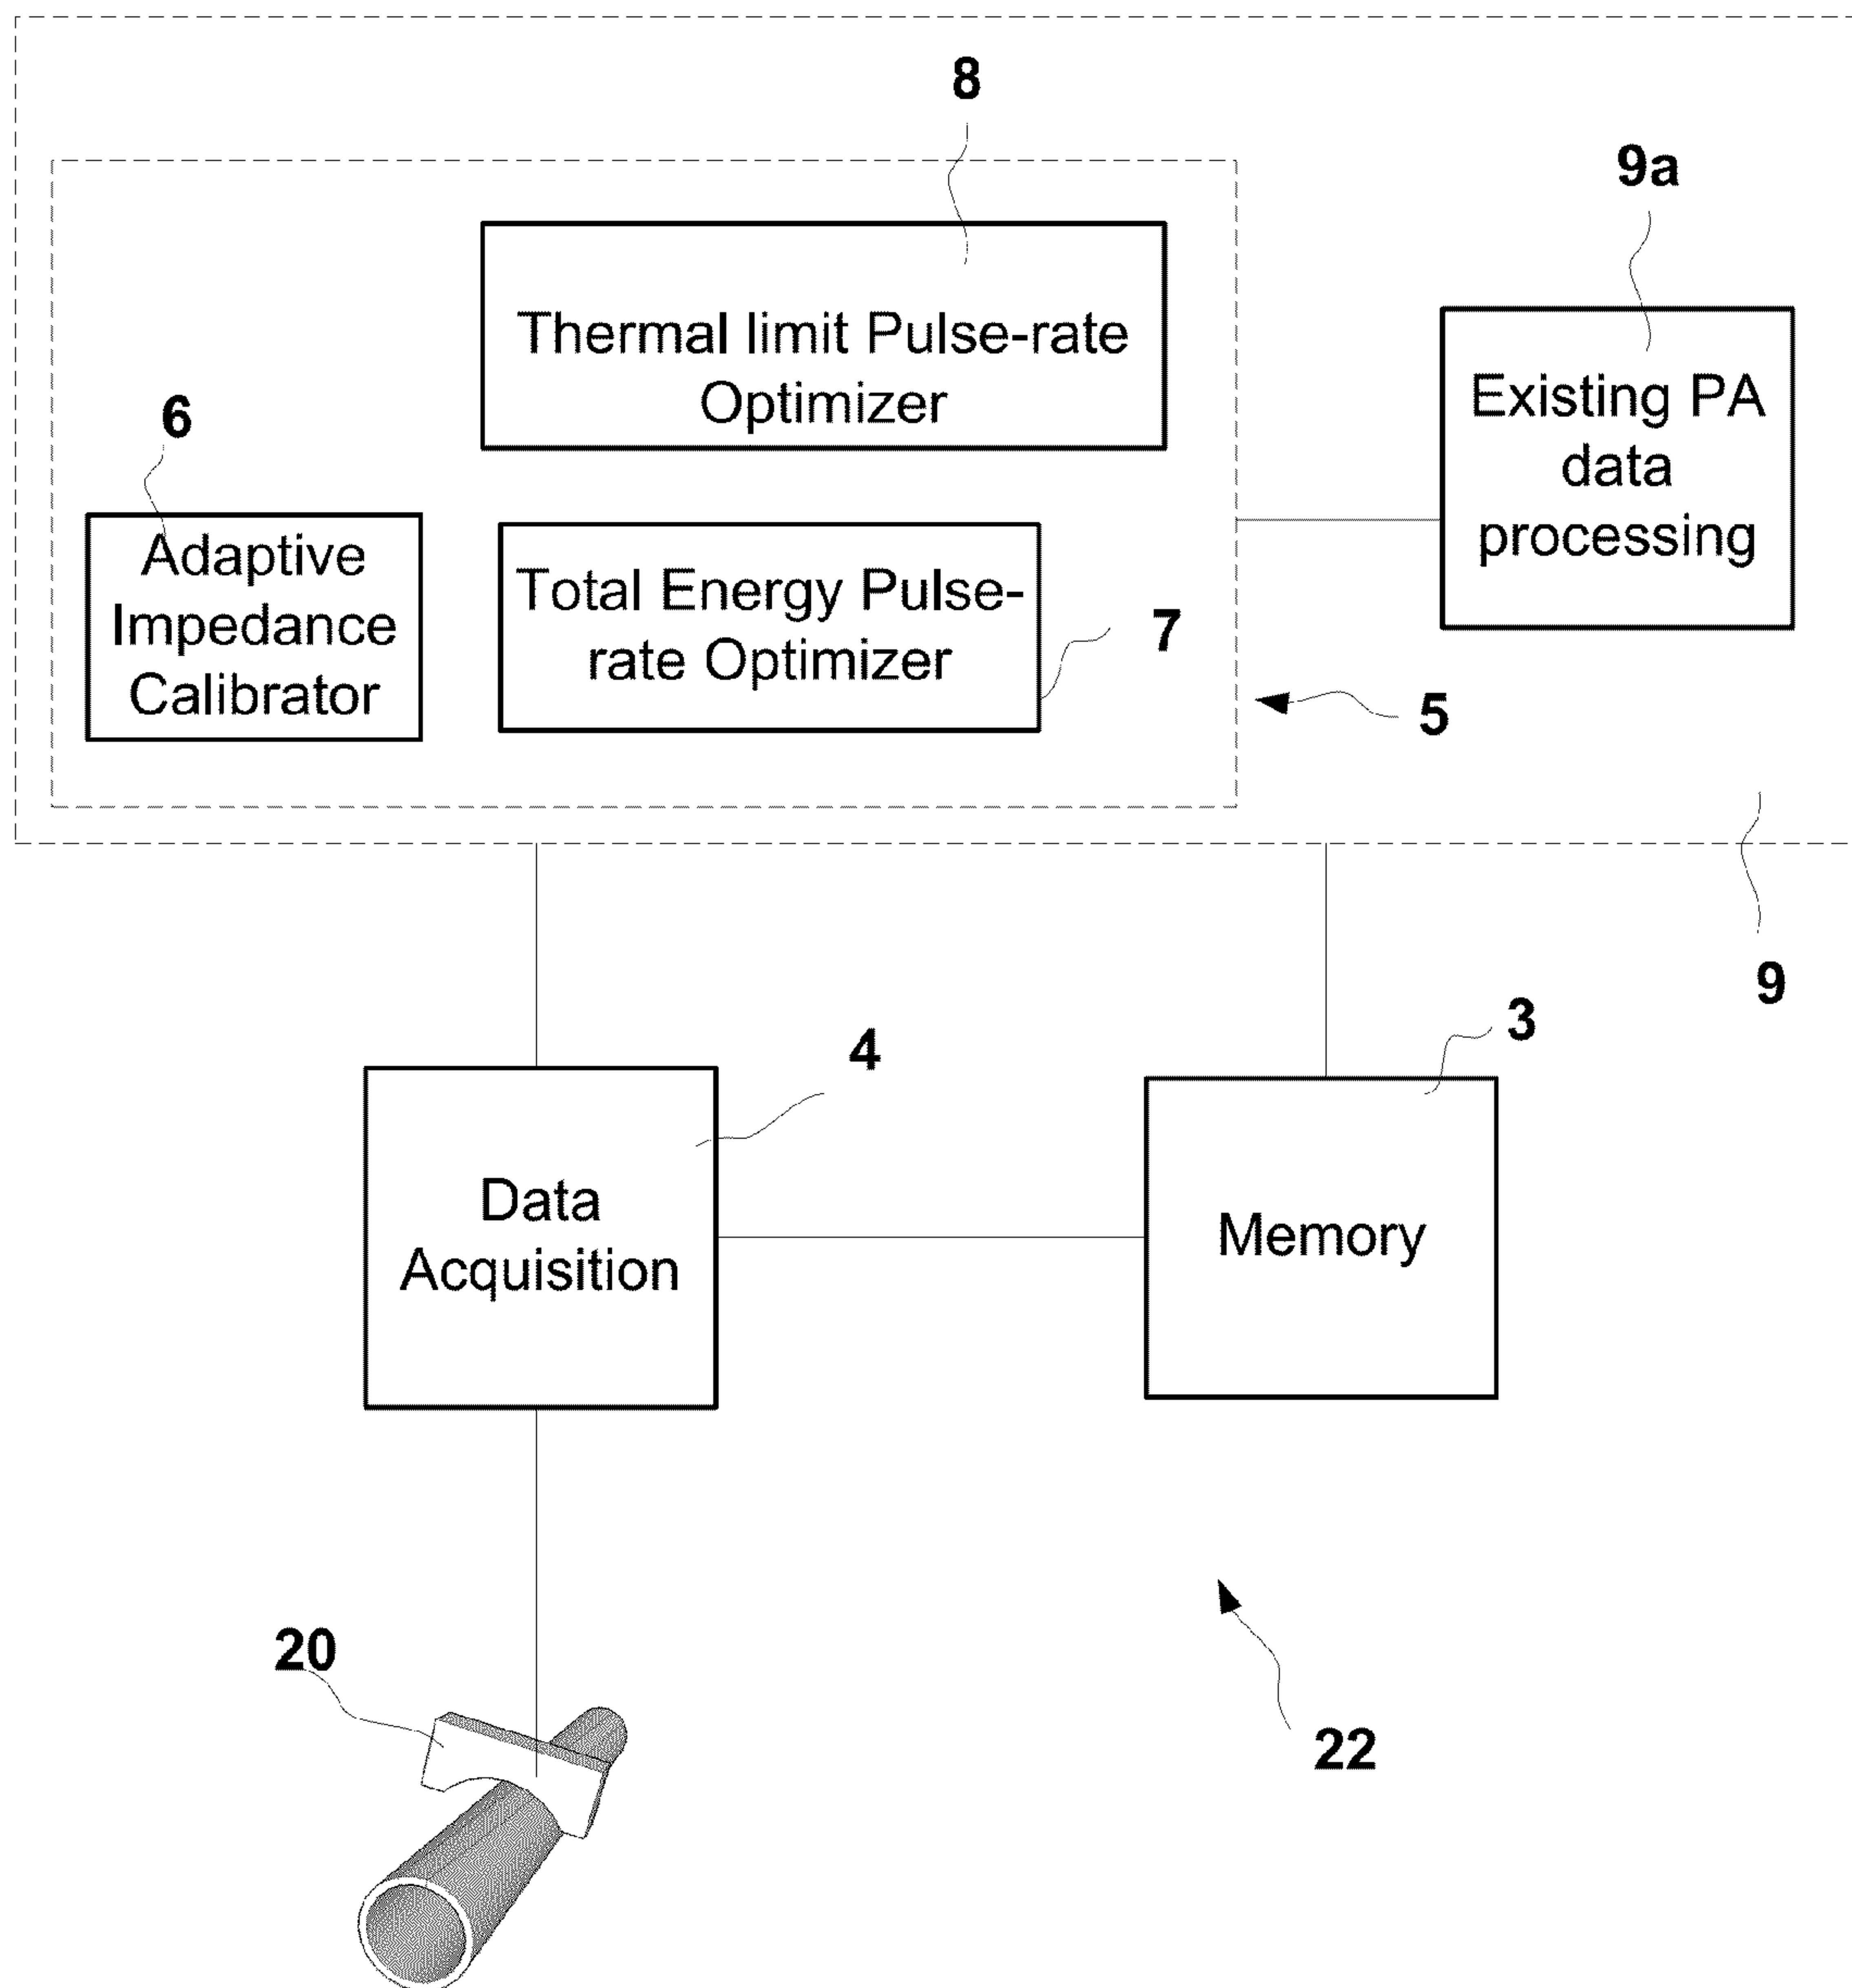 8
9a
Thermal limit Pulse-rate
Optimizer
Existing PA
data
processing
6
Adaptive
Impedance
Calibrator
Total Energy Pulse-
rate Optimizer
7
5
9
4
3
Data
Acquisition
Memory
20
22